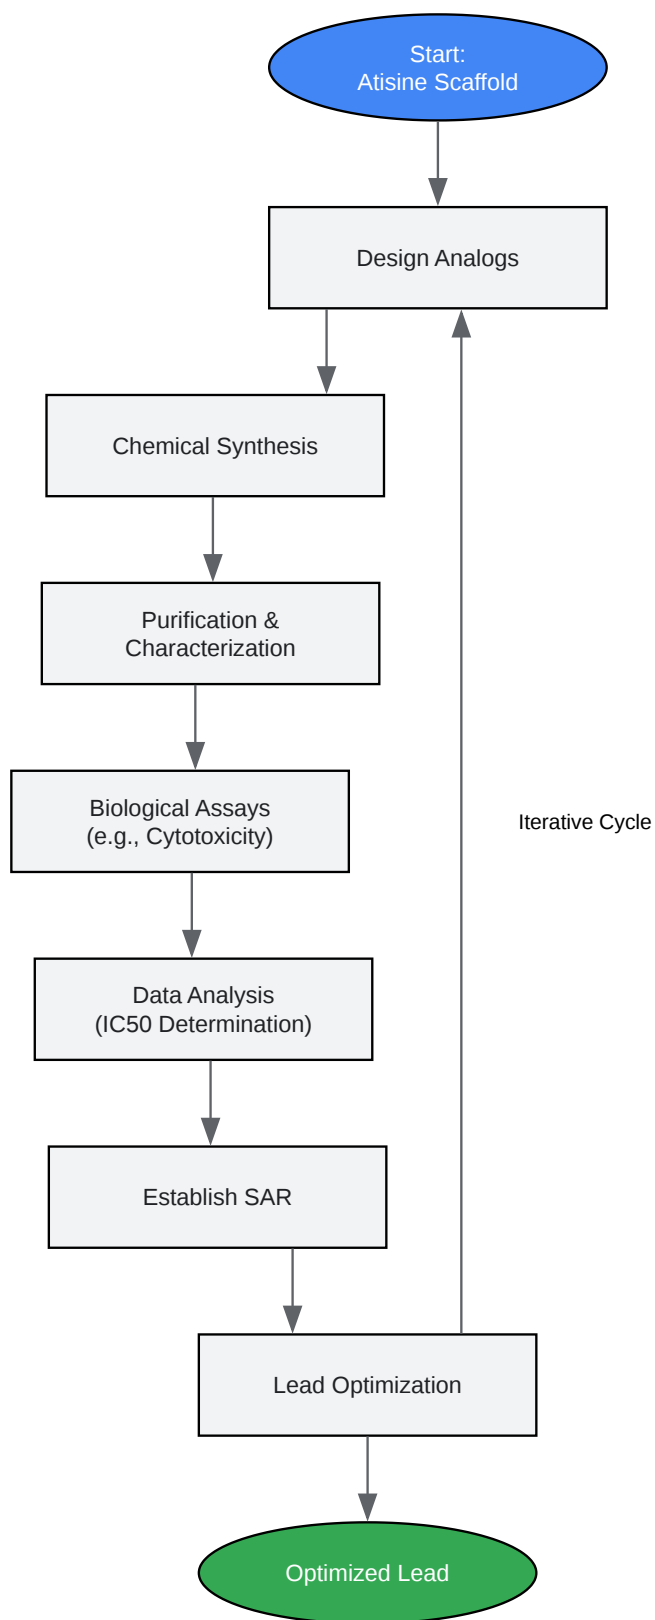 Start:
Atisine Scaffold
Design Analogs
Chemical Synthesis
Purification &
Characterization
Biological Assays
(e.g., Cytotoxicity)
Iterative Cycle
Data Analysis
(IC50 Determination)
Establish SAR
Lead Optimization
Optimized Lead